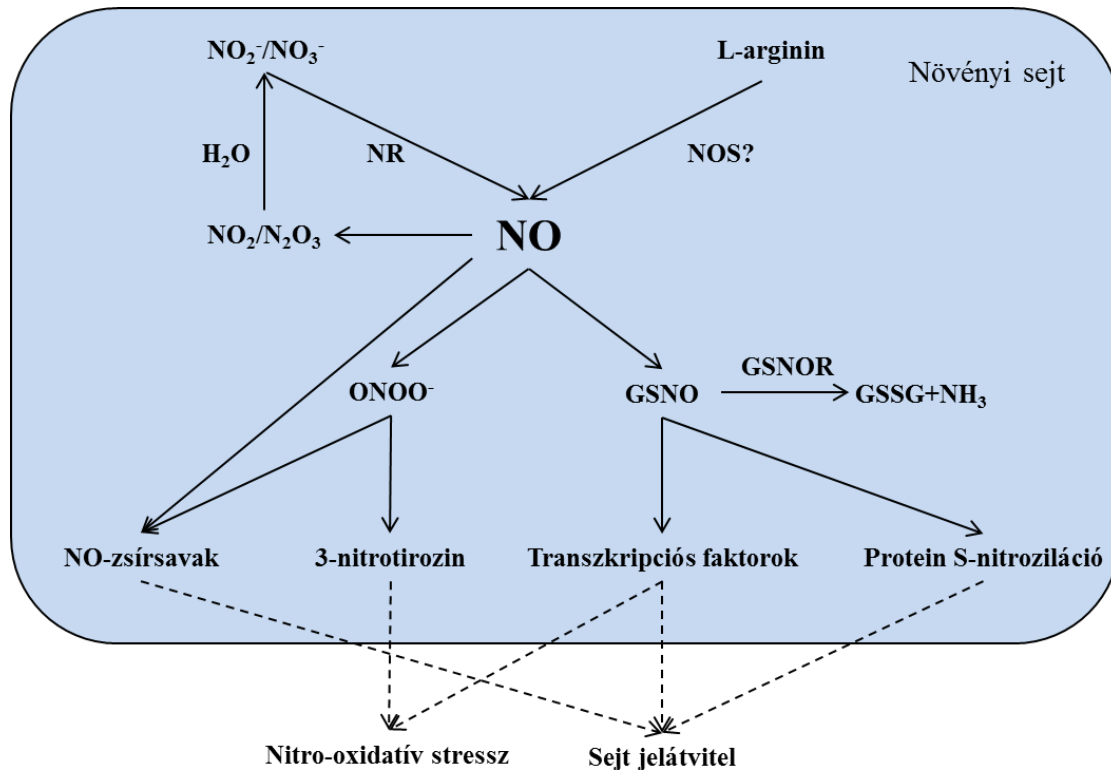 NO₂⁻/NO₃⁻
L-arginin
Növényi sejt
H₂O
NR
NOS?
NO₂/N₂O₃
NO
GSNOR
ONOO⁻
GSNO
GSSG+NH₃
NO-zsírsavak
3-nitrotirozin
Transzkripciós faktorok
Protein S-nitroziláció
Nitro-oxidatív stressz
Sejt jelátvitel